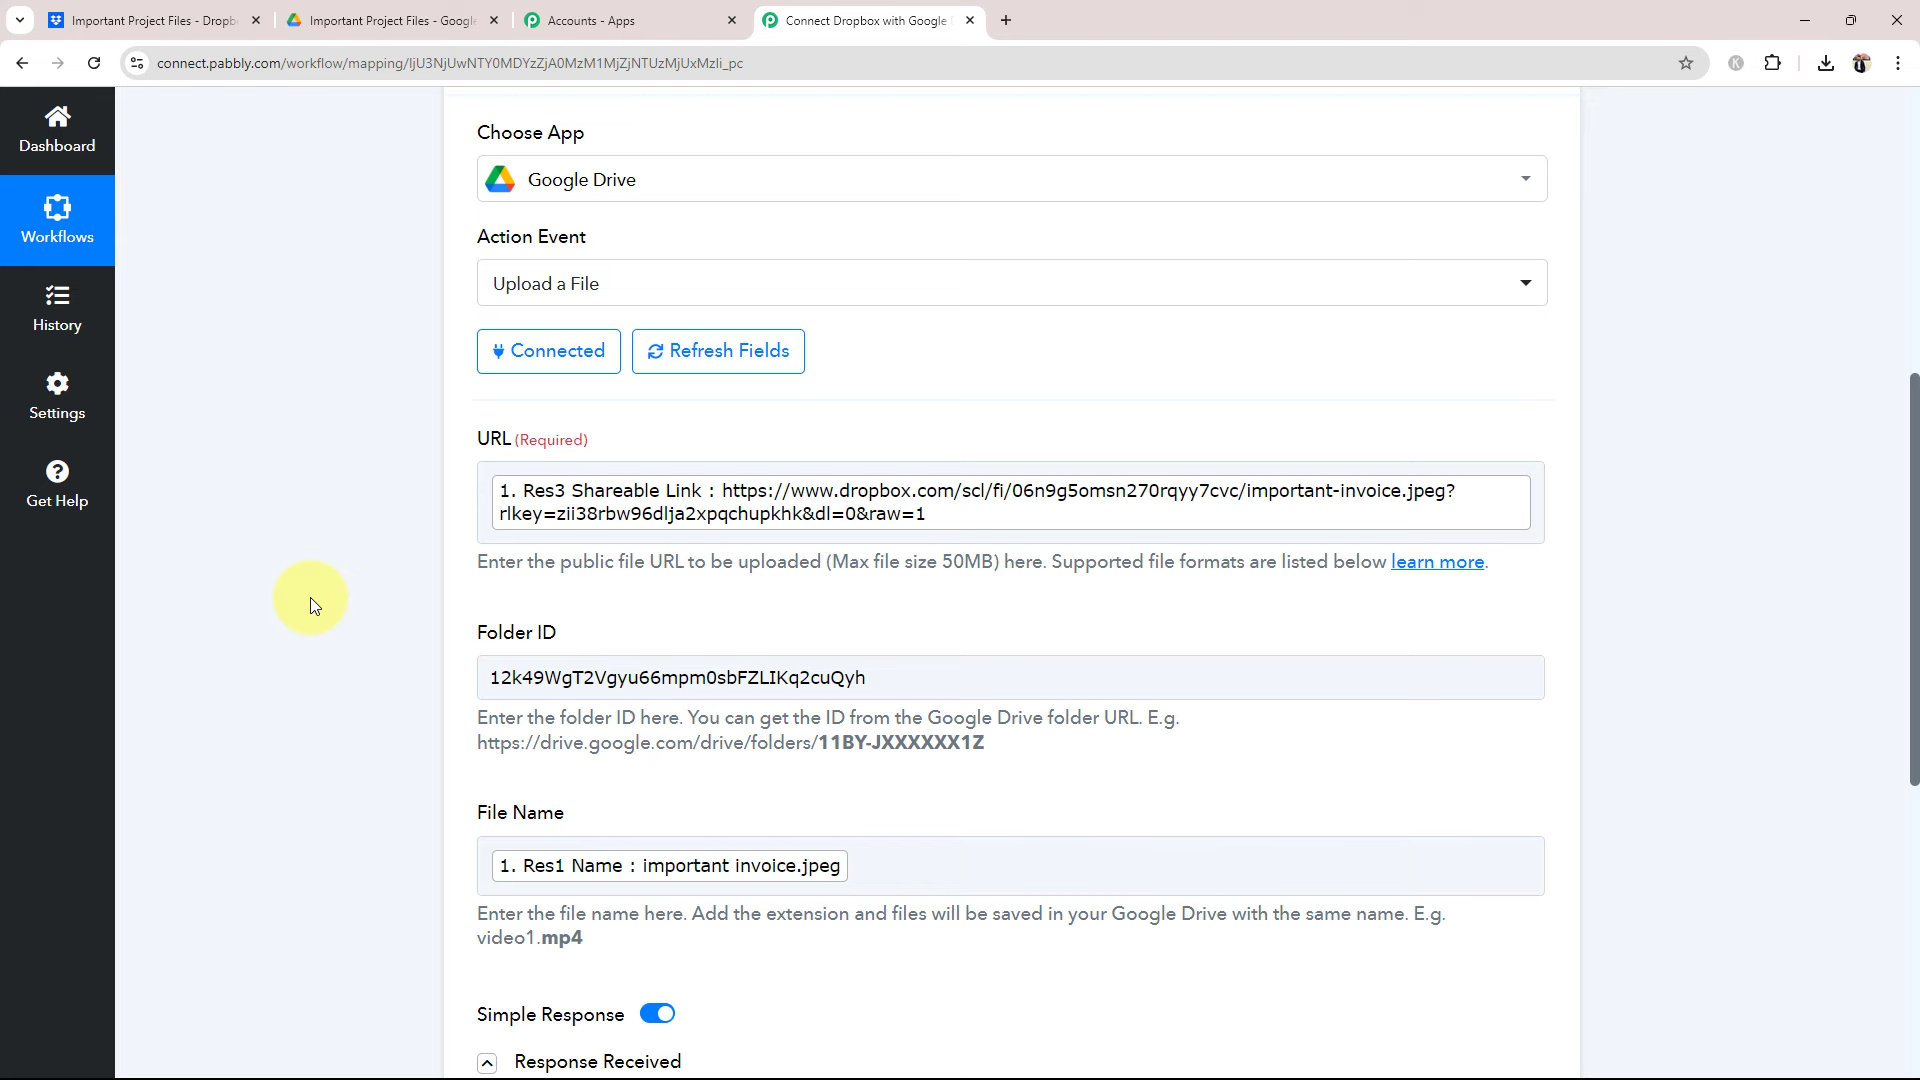 Important Project Files - Dropb
Important Project Files - Google
Accounts - Apps
Connect Dropbox with Google
connect.pabbly.com/workflow/mapping/IjU3NjUwNTY0MDYzZjA0MzM1MjZjNTUzMjUxMzIi_pc
Dashboard
Workflows
History
Settings
Get Help
Choose App
Google Drive
Action Event
Upload a File
Connected
Refresh Fields
URL (Required)
1. Res3 Shareable Link : https://www.dropbox.com/scl/fi/06n9g5omsn270rqyy7cvc/important-invoice.jpeg?
rlkey=zii38rbw96dlja2xpqchupkhk&dl=0&raw=1
Enter the public file URL to be uploaded (Max file size 50MB) here. Supported file formats are listed below learn more.
Folder ID
12k49WgT2Vgyu66mpm0sbFZLIKq2cuQyh
Enter the folder ID here. You can get the ID from the Google Drive folder URL. E.g.
https://drive.google.com/drive/folders/11BY-JXXXXXX1Z
File Name
1. Res1 Name : important invoice.jpeg
Enter the file name here. Add the extension and files will be saved in your Google Drive with the same name. E.g.
video1.mp4
Simple Response
Response Received